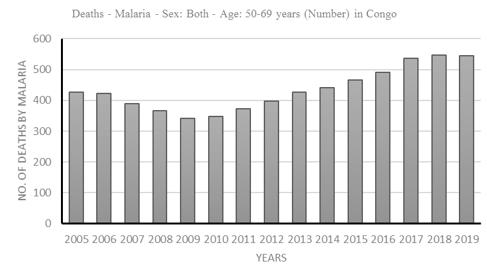 Deaths - Malaria - Sex: Both - Age: 50-69 years (Number) in Congo
600
500
400
300
200
100
0
NO. OF DEATHS BY MALARIA
2005 2006 2007 2008 2009 2010 2011 2012 2013 2014 2015 2016 2017 2018 2019
YEARS